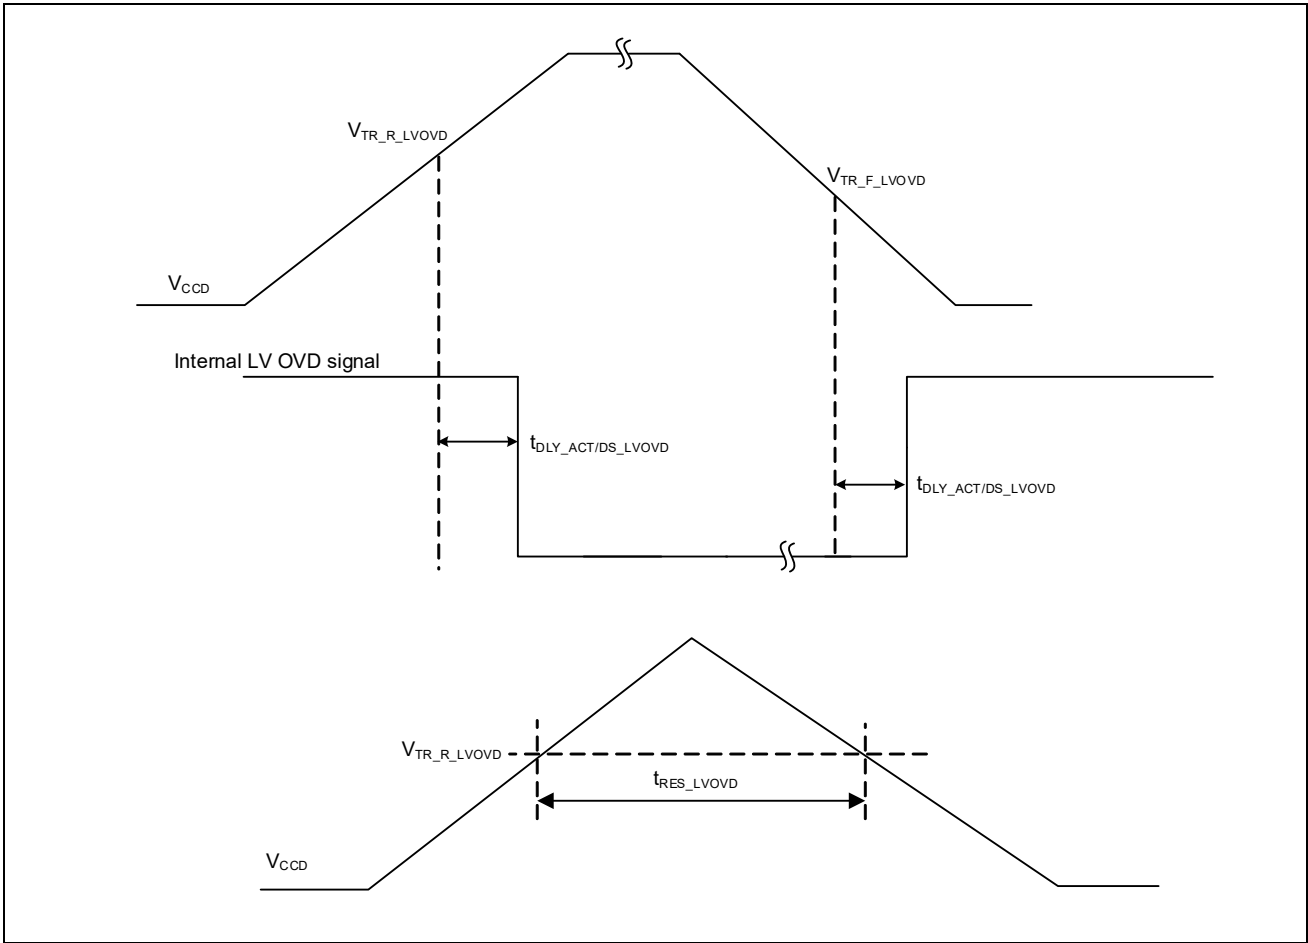 V_TR_R_LVOVD
V_TR_F_LVOVD
V_CCD
Internal LV OVD signal
t_DLY_ACT/DS_LVOVD
t_DLY_ACT/DS_LVOVD
V_TR_R_LVOVD
t_RES_LVOVD
V_CCD